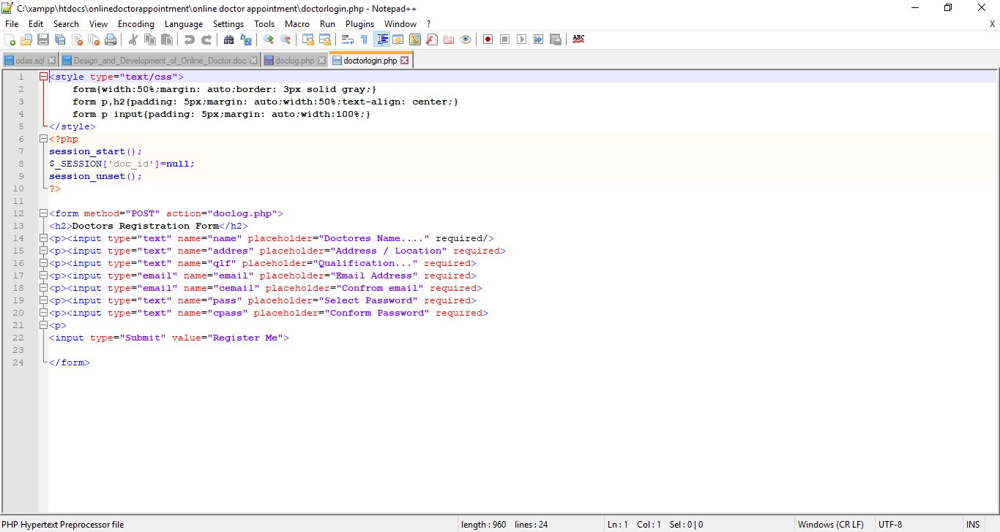 C:\xampp\htdocs\onlinedoctorappointment\online doctor appointment\doctorlogin.php - Notepad++
File Edit Search View Encoding Language Settings Tools Macro Run Plugins Window ? X
ABC
odas.sql Design_and_Development_of_Online_Doctor.doc doclog.php doctorlogin.php
1 <style type="text/css">
2 form{width:50%;margin: auto;border: 3px solid gray;}
3 form p,h2{padding: 5px;margin: auto;width:50%;text-align: center;}
4 form p input{padding: 5px;margin: auto;width:100%;}
5 </style>
6 <?php
7 session_start();
8 $_SESSION['doc_id']=null;
9 session_unset();
10 ?>
11
12 <form method="POST" action="doclog.php">
13 <h2>Doctors Registration Form</h2>
14 <p><input type="text" name="name" placeholder="Doctores Name...." required/>
15 <p><input type="text" name="addres" placeholder="Address / Location" required>
16 <p><input type="text" name="qlf" placeholder="Qualification..." required>
17 <p><input type="email" name="email" placeholder="Email Address" required>
18 <p><input type="email" name="cemail" placeholder="Confrom email" required>
19 <p><input type="text" name="pass" placeholder="Select Password" required>
20 <p><input type="text" name="cpass" placeholder="Conform Password" required>
21 <p>
22 <input type="Submit" value="Register Me">
23
24 </form>
PHP Hypertext Preprocessor file length : 960 lines : 24 Ln : 1 Col : 1 Sel : 0 | 0 Windows (CR LF) UTF-8 INS